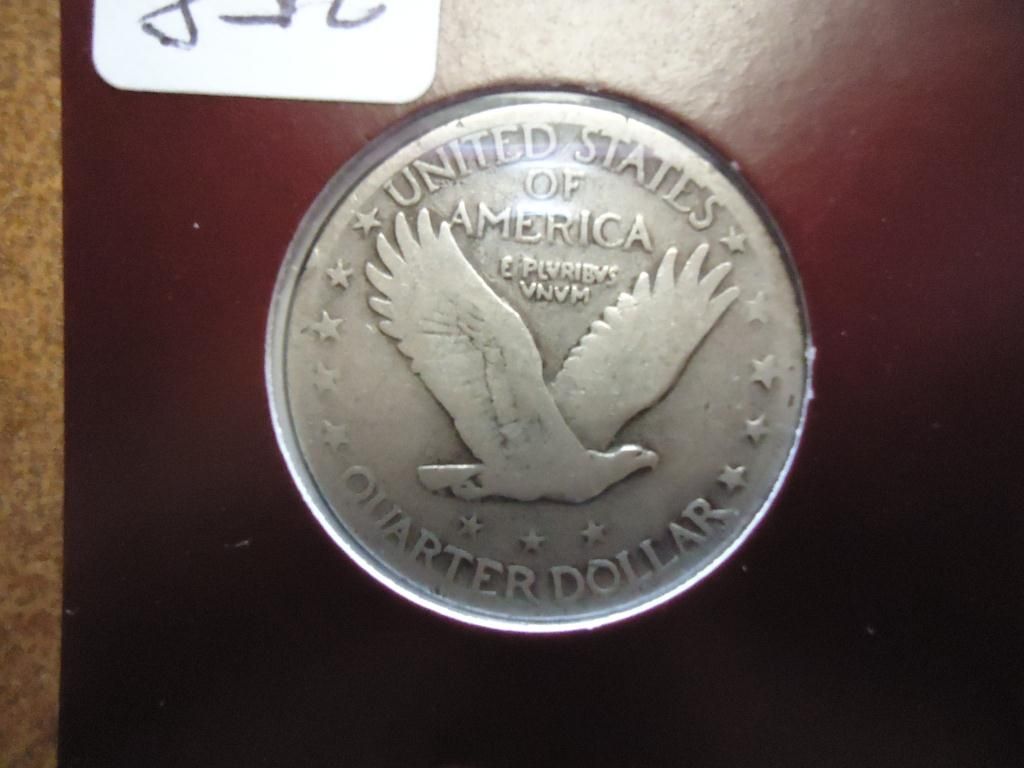 UNITED STATES
OF
AMERICA
E PLVRIBVS
VNVM
QUARTER DOLLAR